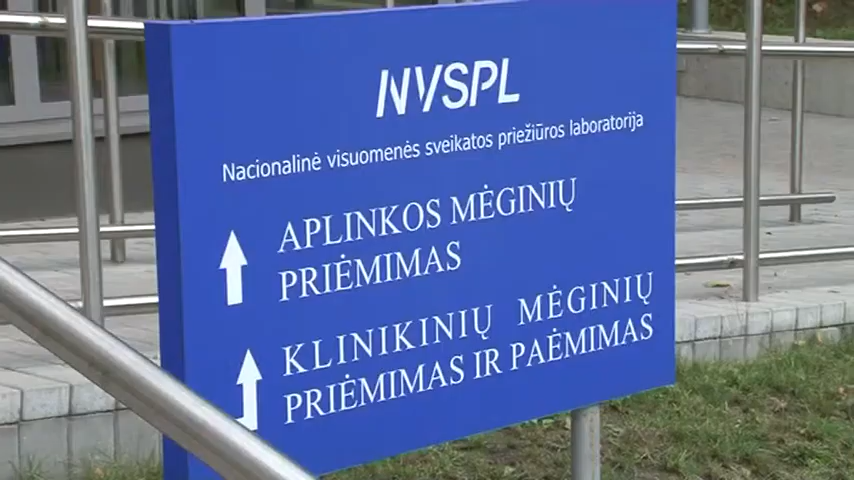 NVSPL
Nacionalinė visuomenės sveikatos priežiūros laboratorija
APLINKOS MĖGINIŲ
PRIĖMIMAS
KLINIKINIŲ MĖGINIŲ
PRIĖMIMAS IR PAĖMIMAS